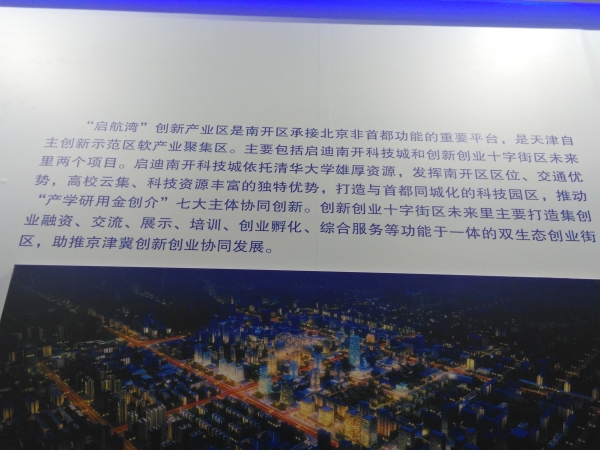 “启航湾”创新产业区是南开区承接北京非首都功能的重要平台，是天津自
主创新示范区软产业聚集区。主要包括启迪南开科技城和创新创业十字街区未来
里两个项目。启迪南开科技城依托清华大学雄厚资源，发挥南开区区位、交通优
势，高校云集、科技资源丰富的独特优势，打造与首都同城化的科技园区，推动
“产学研用金创介”七大主体协同创新。创新创业十字街区未来里主要打造集创
业融资、交流、展示、培训、创业孵化、综合服务等功能于一体的双生态创业街
区，助推京津冀创新创业协同发展。